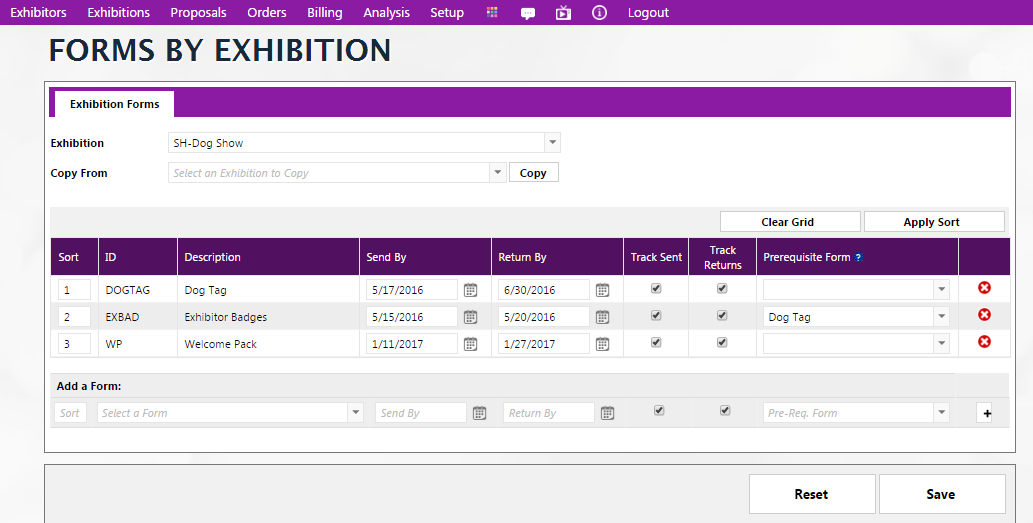 Exhibitors Exhibitions Proposals Orders Billing Analysis Setup Logout
FORMS BY EXHIBITION
Exhibition Forms
Exhibition SH-Dog Show
Copy From Select an Exhibition to Copy Copy
Clear Grid Apply Sort
Sort ID Description Send By Return By Track Sent Track Returns Prerequisite Form ?
1 DOGTAG Dog Tag 5/17/2016 6/30/2016
2 EXBAD Exhibitor Badges 5/15/2016 5/20/2016 Dog Tag
3 WP Welcome Pack 1/11/2017 1/27/2017
Add a Form:
Sort Select a Form Send By Return By Pre-Req. Form +
Reset Save